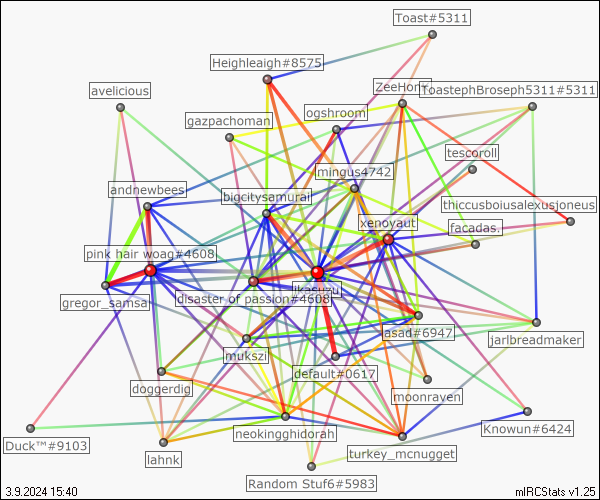 Toast#5311
Heighleaigh#8575
avelicious
ZeeHon
ToastephBroseph5311#5311
ogshroom
gazpachoman
tescoroll
mingus4742
andnewbees
bigcitysamurai
thiccusboiusalexusjoneus
xenoyaut
facadas.
pink hair woag#4608
ikasuzu
gregor_samsa
disaster of passion#4608
asad#6947
jarlbreadmaker
mukszi
default#0617
doggerdig
moonraven
neokingghidorah
Knowun#6424
Duck™#9103
lahnk
turkey_mcnugget
Random Stuf6#5983
3.9.2024 15:40
mIRCStats v1.25